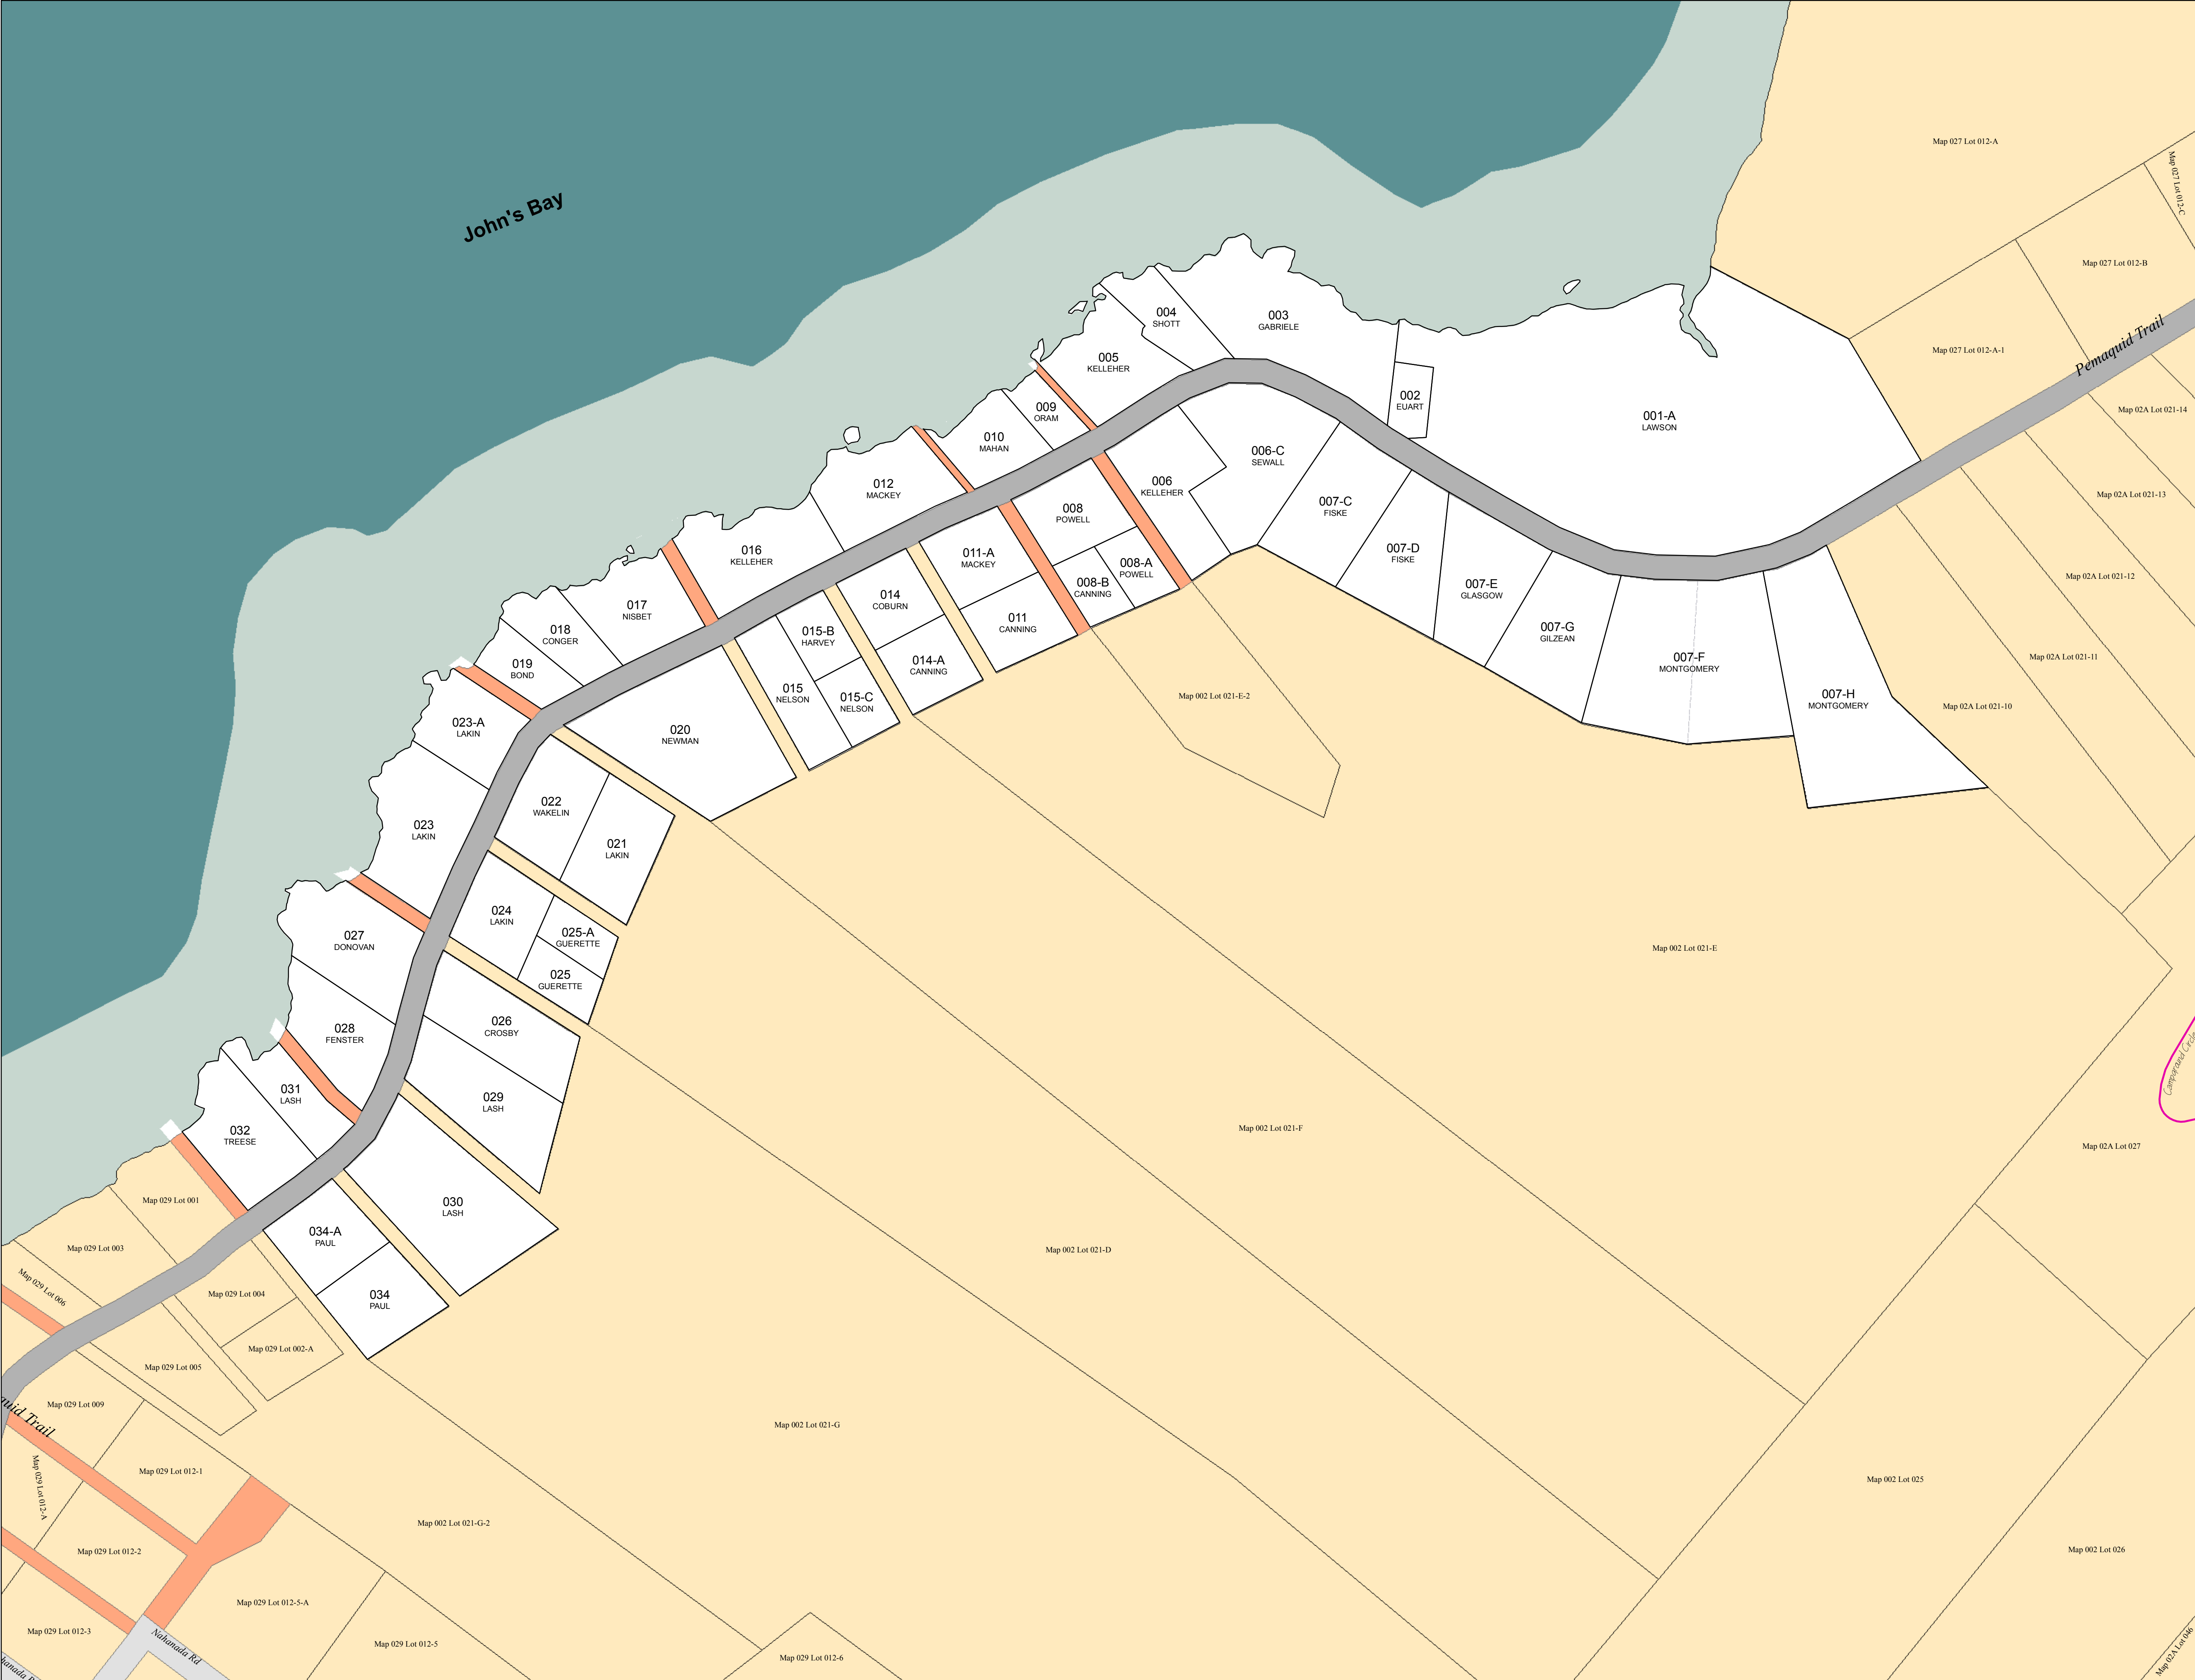 Map 027 Lot 012-A
Map 027 Lot 012-C
John's Bay
Map 027 Lot 012-B
004
SHOTT
003
GABRIELE
Pemaquid Trail
Map 027 Lot 012-A-1
005
KELLEHER
002
EUART
009
ORAM
001-A
LAWSON
Map 02A Lot 021-14
010
MAHAN
006-C
SEWALL
012
MACKEY
006
KELLEHER
Map 02A Lot 021-13
007-C
FISKE
008
POWELL
016
KELLEHER
011-A
MACKEY
007-D
FISKE
008-A
POWELL
Map 02A Lot 021-12
008-B
CANNING
007-E
GLASGOW
014
COBURN
017
NISBET
011
CANNING
018
CONGER
015-B
HARVEY
007-G
GILZEAN
Map 02A Lot 021-11
019
BOND
014-A
CANNING
007-F
MONTGOMERY
015
NELSON
015-C
NELSON
Map 002 Lot 021-E-2
007-H
MONTGOMERY
Map 02A Lot 021-10
023-A
LAKIN
020
NEWMAN
022
WAKELIN
023
LAKIN
021
LAKIN
024
LAKIN
025-A
GUERETTE
027
DONOVAN
Map 002 Lot 021-E
025
GUERETTE
026
CROSBY
028
FENSTER
Campground Circle
031
LASH
029
LASH
032
TREESE
Map 002 Lot 021-F
Map 02A Lot 027
Map 029 Lot 001
030
LASH
034-A
PAUL
Map 029 Lot 003
Map 002 Lot 021-D
Map 029 Lot 006
Map 029 Lot 004
034
PAUL
Map 029 Lot 002-A
Map 029 Lot 005
Map 029 Lot 009
quid Trail
Map 002 Lot 021-G
Map 029 Lot 012-1
Map 029 Lot 012-A
Map 002 Lot 025
Map 002 Lot 021-G-2
Map 029 Lot 012-2
Map 002 Lot 026
Map 029 Lot 012-5-A
Map 029 Lot 012-3
Nahanada Rd
Map 029 Lot 012-5
Map 029 Lot 012-6
Map 02A Lot 046